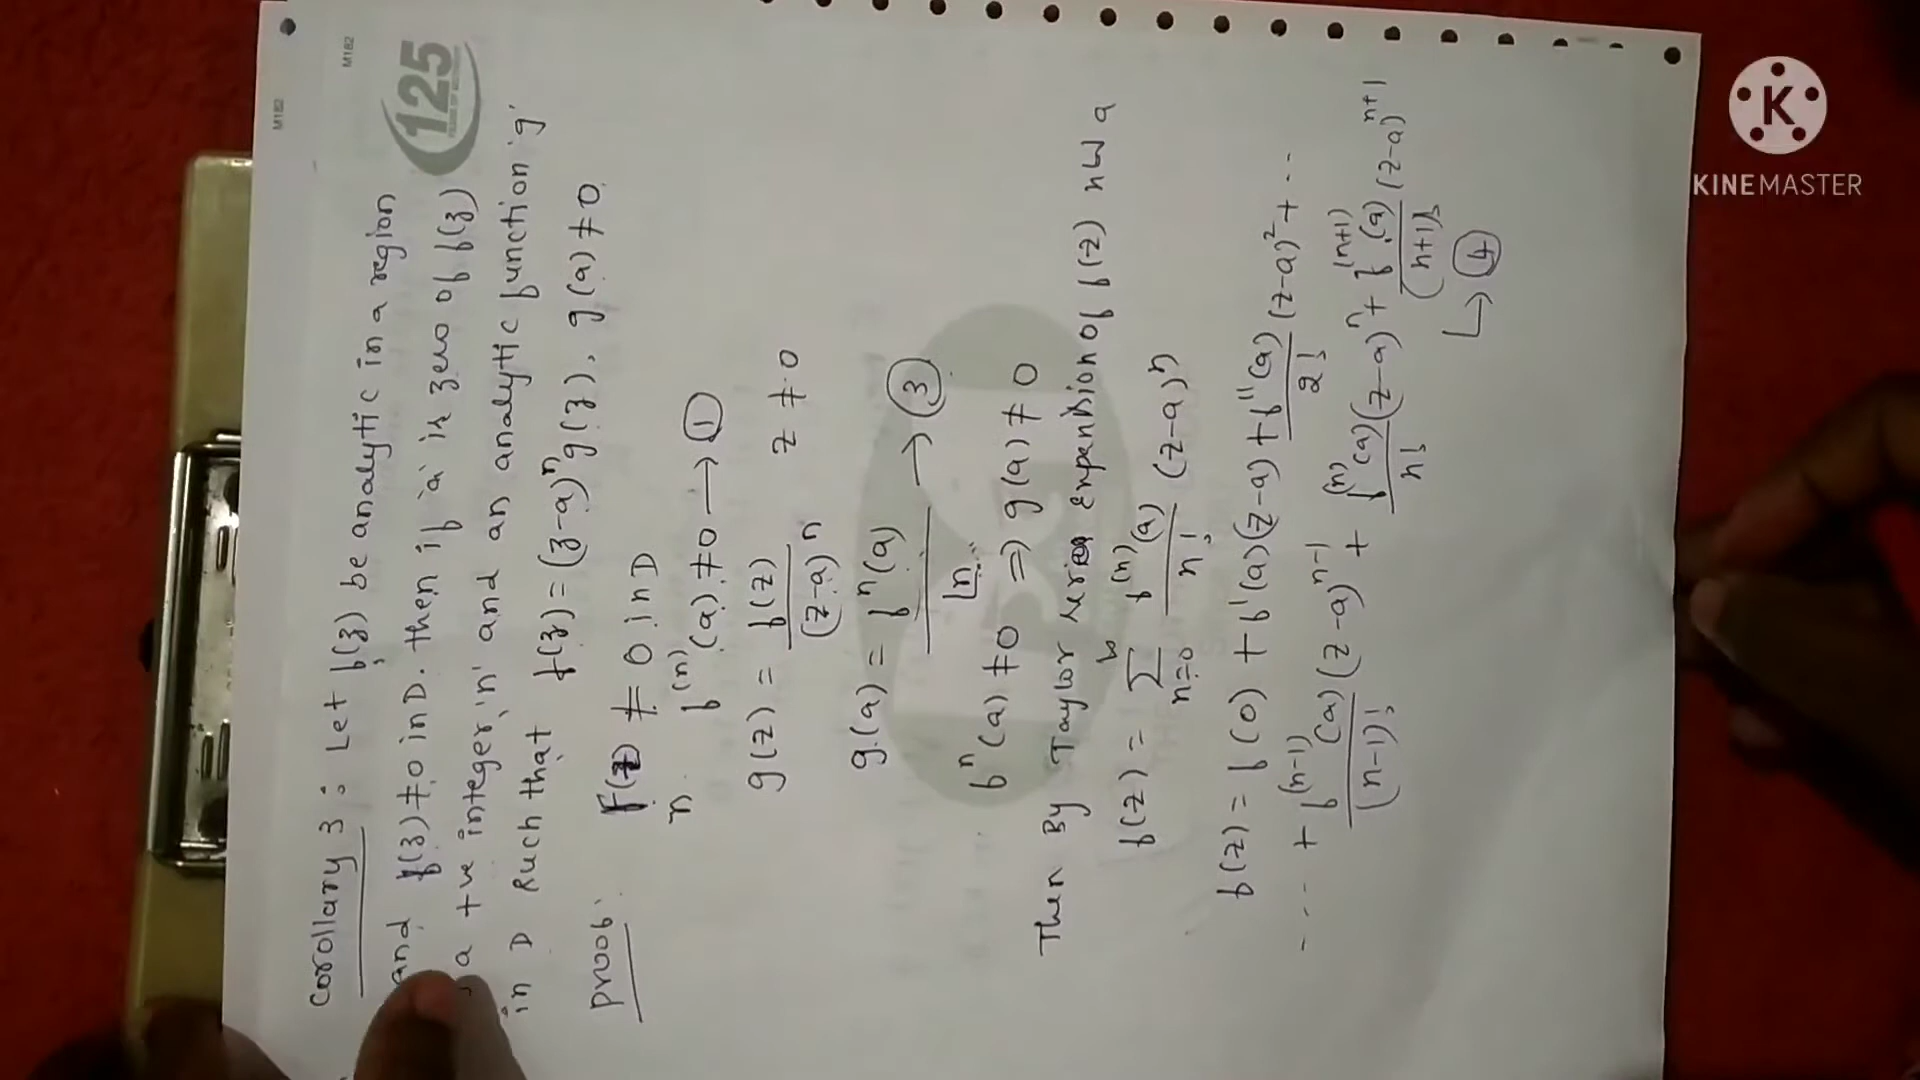 M182 M182
125
Corollary 3 : Let f(z) be analytic in a region
and f(z) ≠ 0 in D. then if 'a' is zero of f(z)
a +ve integer 'n' and an analytic function 'g'
in D such that f(z) = (z-a)^n g(z), g(a) ≠ 0
proof.
F(z) ≠ 0 in D
n. f^(n)(a) ≠ 0 → ①
g(z) = f(z)/(z-a)^n z ≠ 0
g(a) = f^n(a)/⌊n → ③
f^n(a) ≠ 0 ⇒ g(a) ≠ 0
Then By Taylor series Expansion of f(z) nw a
f(z) = ∑_{n=0}^∞ f^(n)(a)/n! (z-a)^n
f(z) = f(0) + f'(a)(z-a) + f''(a)/2! (z-a)^2 + ...
.... + f^(n-1)(a)/(n-1)! (z-a)^{n-1} + f^(n)(a)/n! (z-a)^n + f^(n+1)(a)/(n+1)! (z-a)^{n+1}
↳ ④
K
KINEMASTER